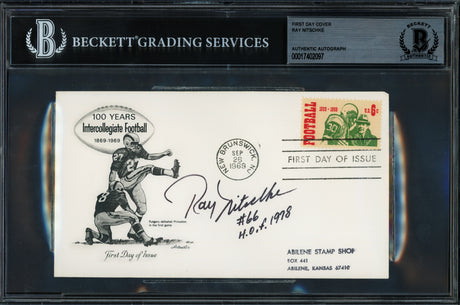 BECKETT GRADING SERVICES
FIRST DAY COVER
RAY NITSCHKE
AUTHENTIC AUTOGRAPH
00017402097
BECKETT
100 YEARS
Intercollegiate Football
1869-1969
Rutgers defeated Princeton
in the first game
First Day of Issue
NEW BRUNSWICK, NJ
SEP
26
1969
FOOTBALL
1869-1969
U.S. 6c
FIRST DAY OF ISSUE
Ray Nitschke
#66
H.O.F. 1978
ABILENE STAMP SHOP
BOX 441
ABILENE, KANSAS 67410